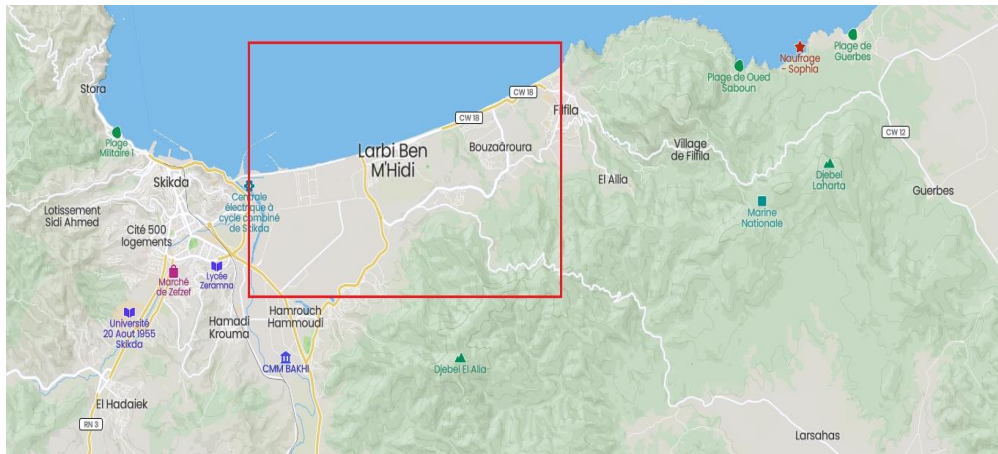 Plage de
Guerbes
Naufrage
- Sophia
Plage de Oued
Saboun
Stora
CW 18
CW 18
Filfila
CW 12
Plage
Militaire 1
Larbi Ben
M'Hidi
Bouzaâroura
Village
de Filfila
Djebel
Laharta
Skikda
El Allia
Guerbes
Centrale
électrique à
cycle combiné
de Skikda
Lotissement
Sidi Ahmed
Marine
Nationale
Cité 500
logements
Marché
de Zefzef
Lycée
Zeramna
Université
20 Aout 1955
Skikda
Hamadi
Krouma
Hamrouch
Hammoudi
CMM BAKHI
Djebel El Alia
El Hadaiek
RN 3
Larsahas